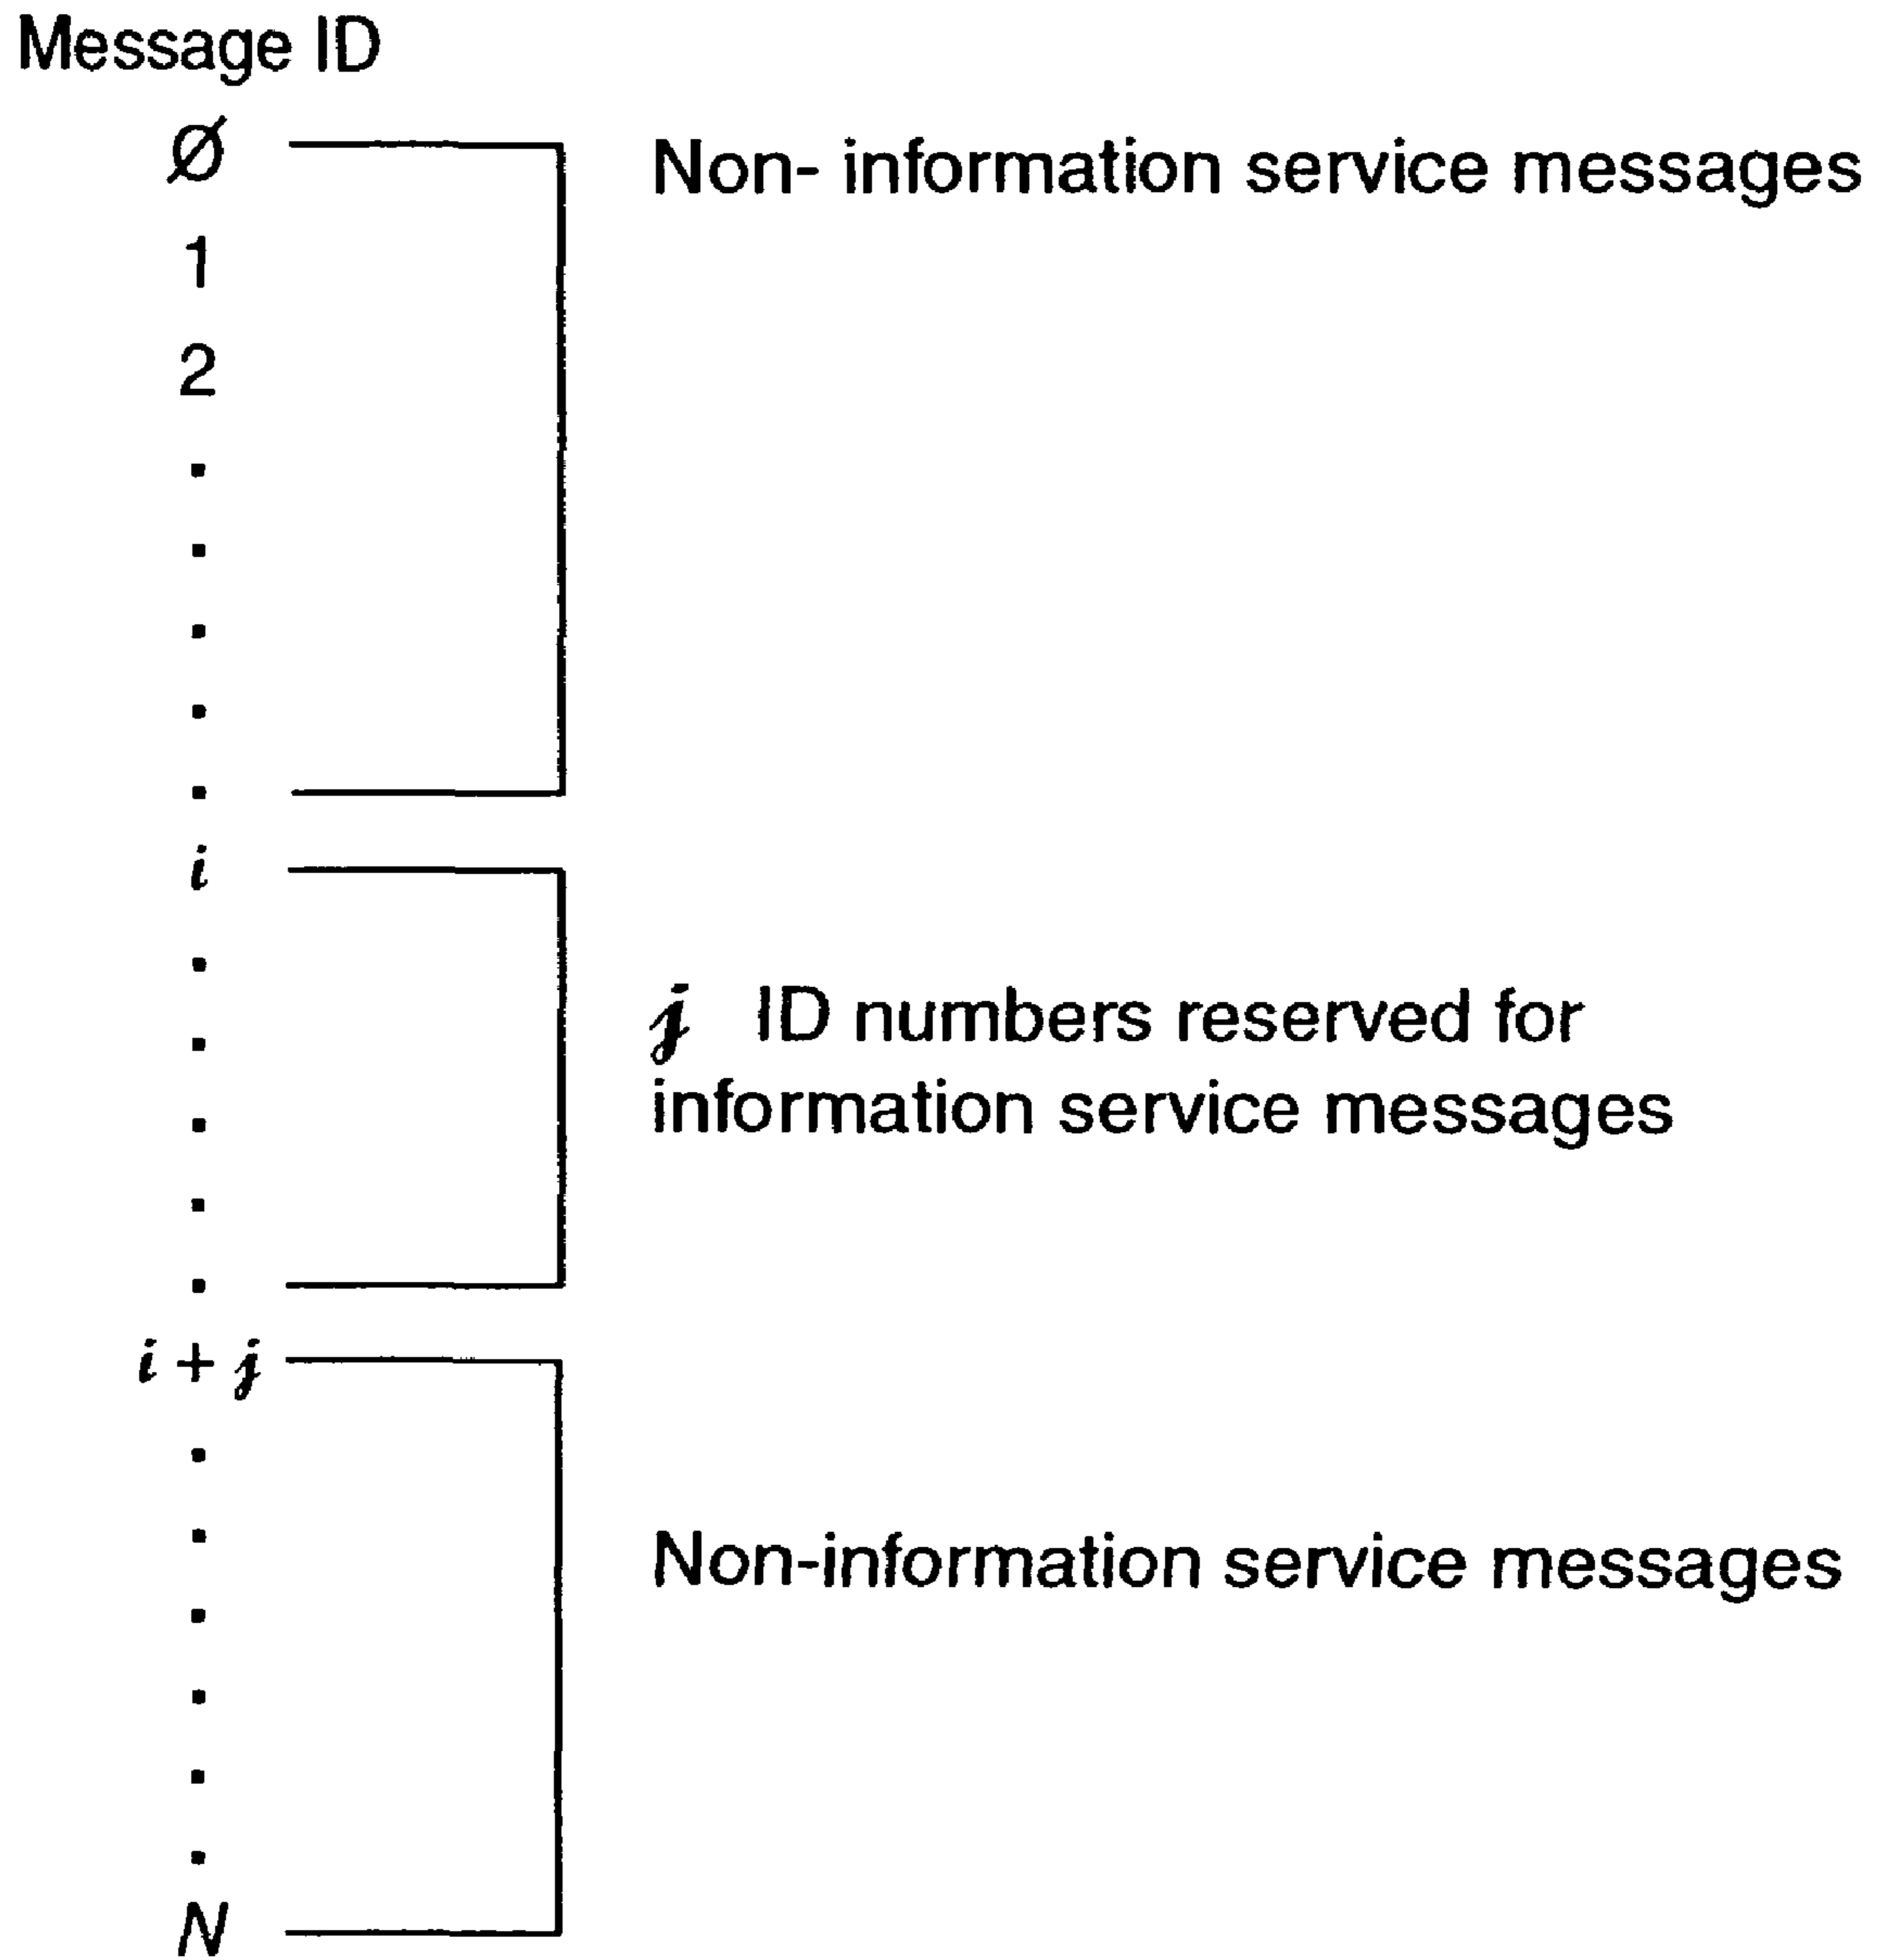 Message ID
Ø
Non- information service messages
1
2
.
.
.
.
.
i
.
.
j ID numbers reserved for
information service messages
.
.
.
i + j
.
.
Non-information service messages
.
.
.
.
N